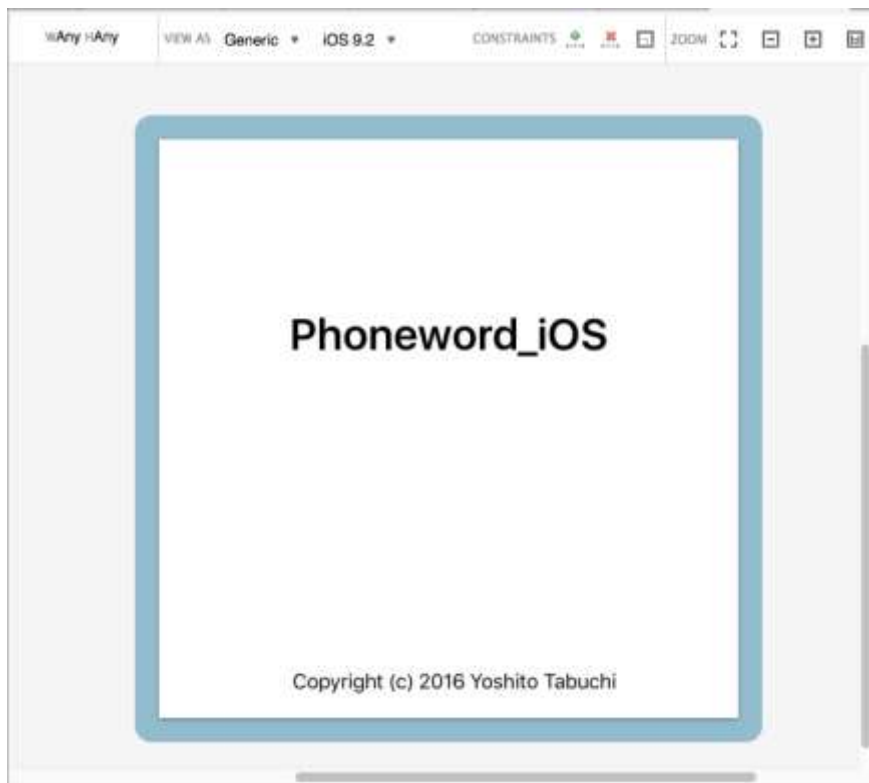 wAny hAny VIEW AS Generic iOS 9.2 CONSTRAINTS ZOOM
Phoneword_iOS
Copyright (c) 2016 Yoshito Tabuchi